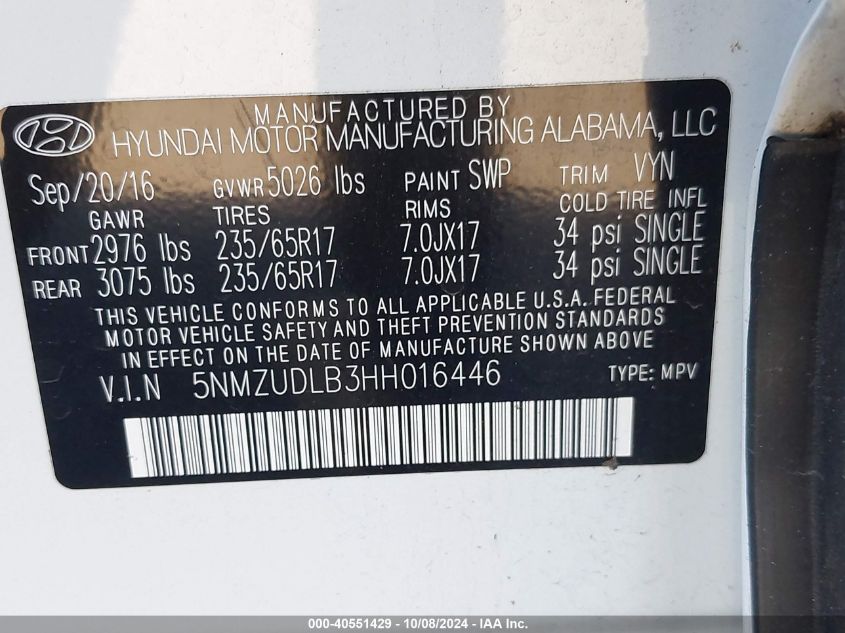 MANUFACTURED BY
HYUNDAI MOTOR MANUFACTURING ALABAMA, LLC
Sep/20/16 GVWR 5026 lbs PAINT SWP TRIM VYN
GAWR TIRES RIMS COLD TIRE INFL
FRONT 2976 lbs 235/65R17 7.0JX17 34 psi SINGLE
REAR 3075 lbs 235/65R17 7.0JX17 34 psi SINGLE
THIS VEHICLE CONFORMS TO ALL APPLICABLE U.S.A. FEDERAL
MOTOR VEHICLE SAFETY AND THEFT PREVENTION STANDARDS
IN EFFECT ON THE DATE OF MANUFACTURE SHOWN ABOVE
V.I.N 5NMZUDLB3HH016446 TYPE: MPV
000-40551429 - 10/08/2024 - IAA Inc.